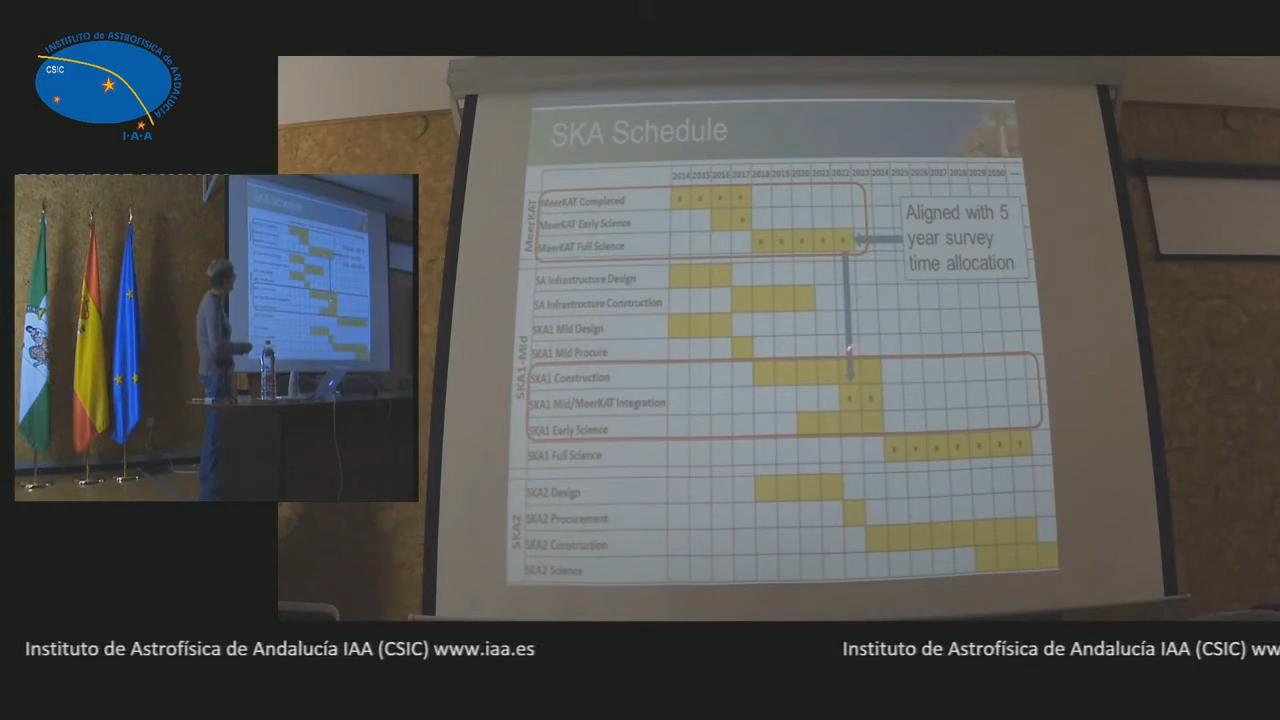 INSTITUTO de ASTROFÍSICA de ANDALUCÍA
CSIC
I·A·A
SKA Schedule
2014 2015 2016 2017 2018 2019 2020 2021 2022 2023 2024 2025 2026 2027 2028 2029 2030 ...
MeerKAT
MeerKAT Completed
MeerKAT Early Science
MeerKAT Full Science
Aligned with 5
year survey
time allocation
SKA1-Mid
SA Infrastructure Design
SA Infrastructure Construction
SKA1 Mid Design
SKA1 Mid Procure
SKA1 Construction
SKA1 Mid/MeerKAT Integration
SKA1 Early Science
SKA1 Full Science
SKA2
SKA2 Design
SKA2 Procurement
SKA2 Construction
SKA2 Science
Instituto de Astrofísica de Andalucía IAA (CSIC) www.iaa.es
Instituto de Astrofísica de Andalucía IAA (CSIC) ww